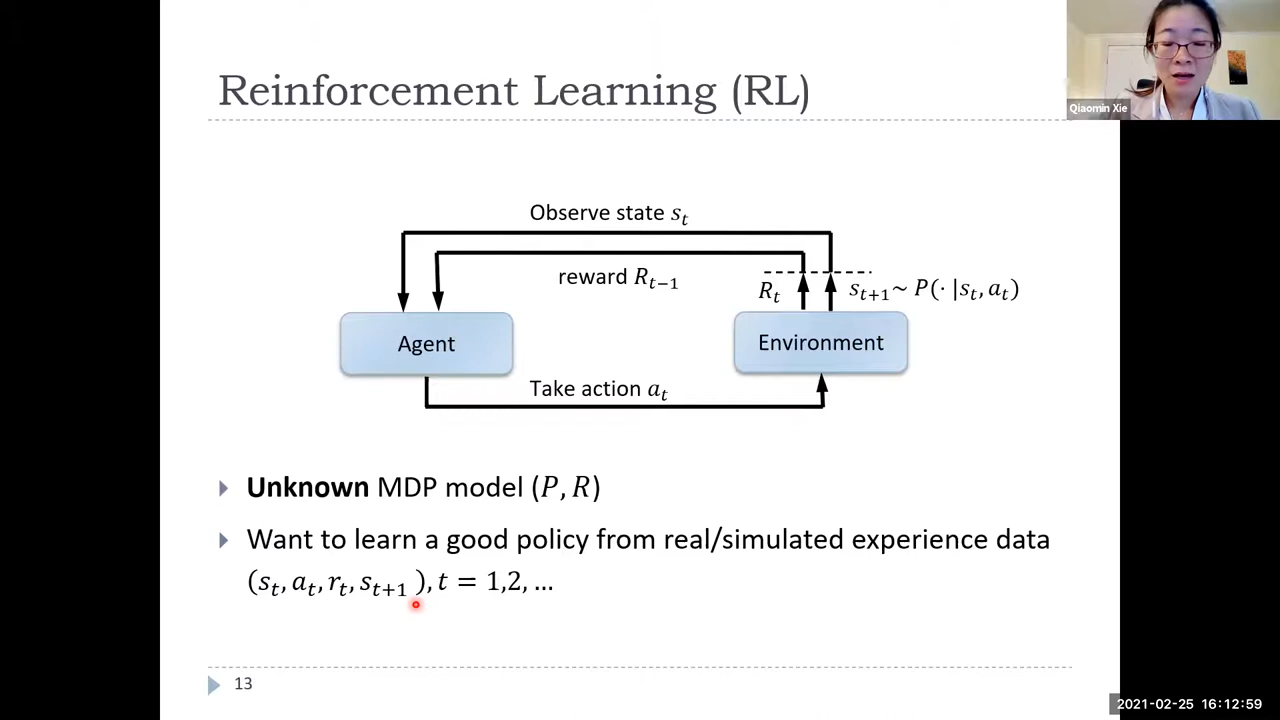 Reinforcement Learning (RL)
Qiaomin Xie
Observe state s_t
reward R_{t−1}
R_t
s_{t+1}~ P(· |s_t, a_t)
Agent
Environment
Take action a_t
Unknown MDP model (P, R)
Want to learn a good policy from real/simulated experience data
(s_t, a_t, r_t, s_{t+1} ), t = 1,2, …
13
2021-02-25 16:12:59